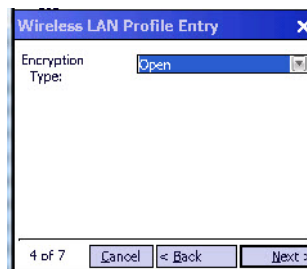 Wireless LAN Profile Entry X
Encryption Type: Open
4 of 7 Cancel < Back Next >